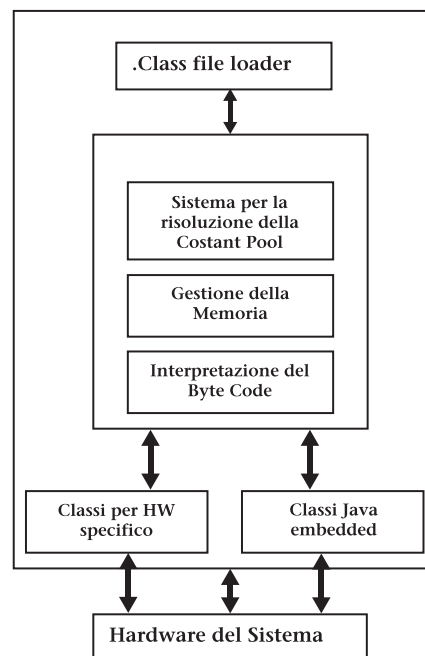 .Class file loader
Sistema per la
risoluzione della
Costant Pool
Gestione della
Memoria
Interpretazione del
Byte Code
Classi per HW
specifico
Classi Java
embedded
Hardware del Sistema